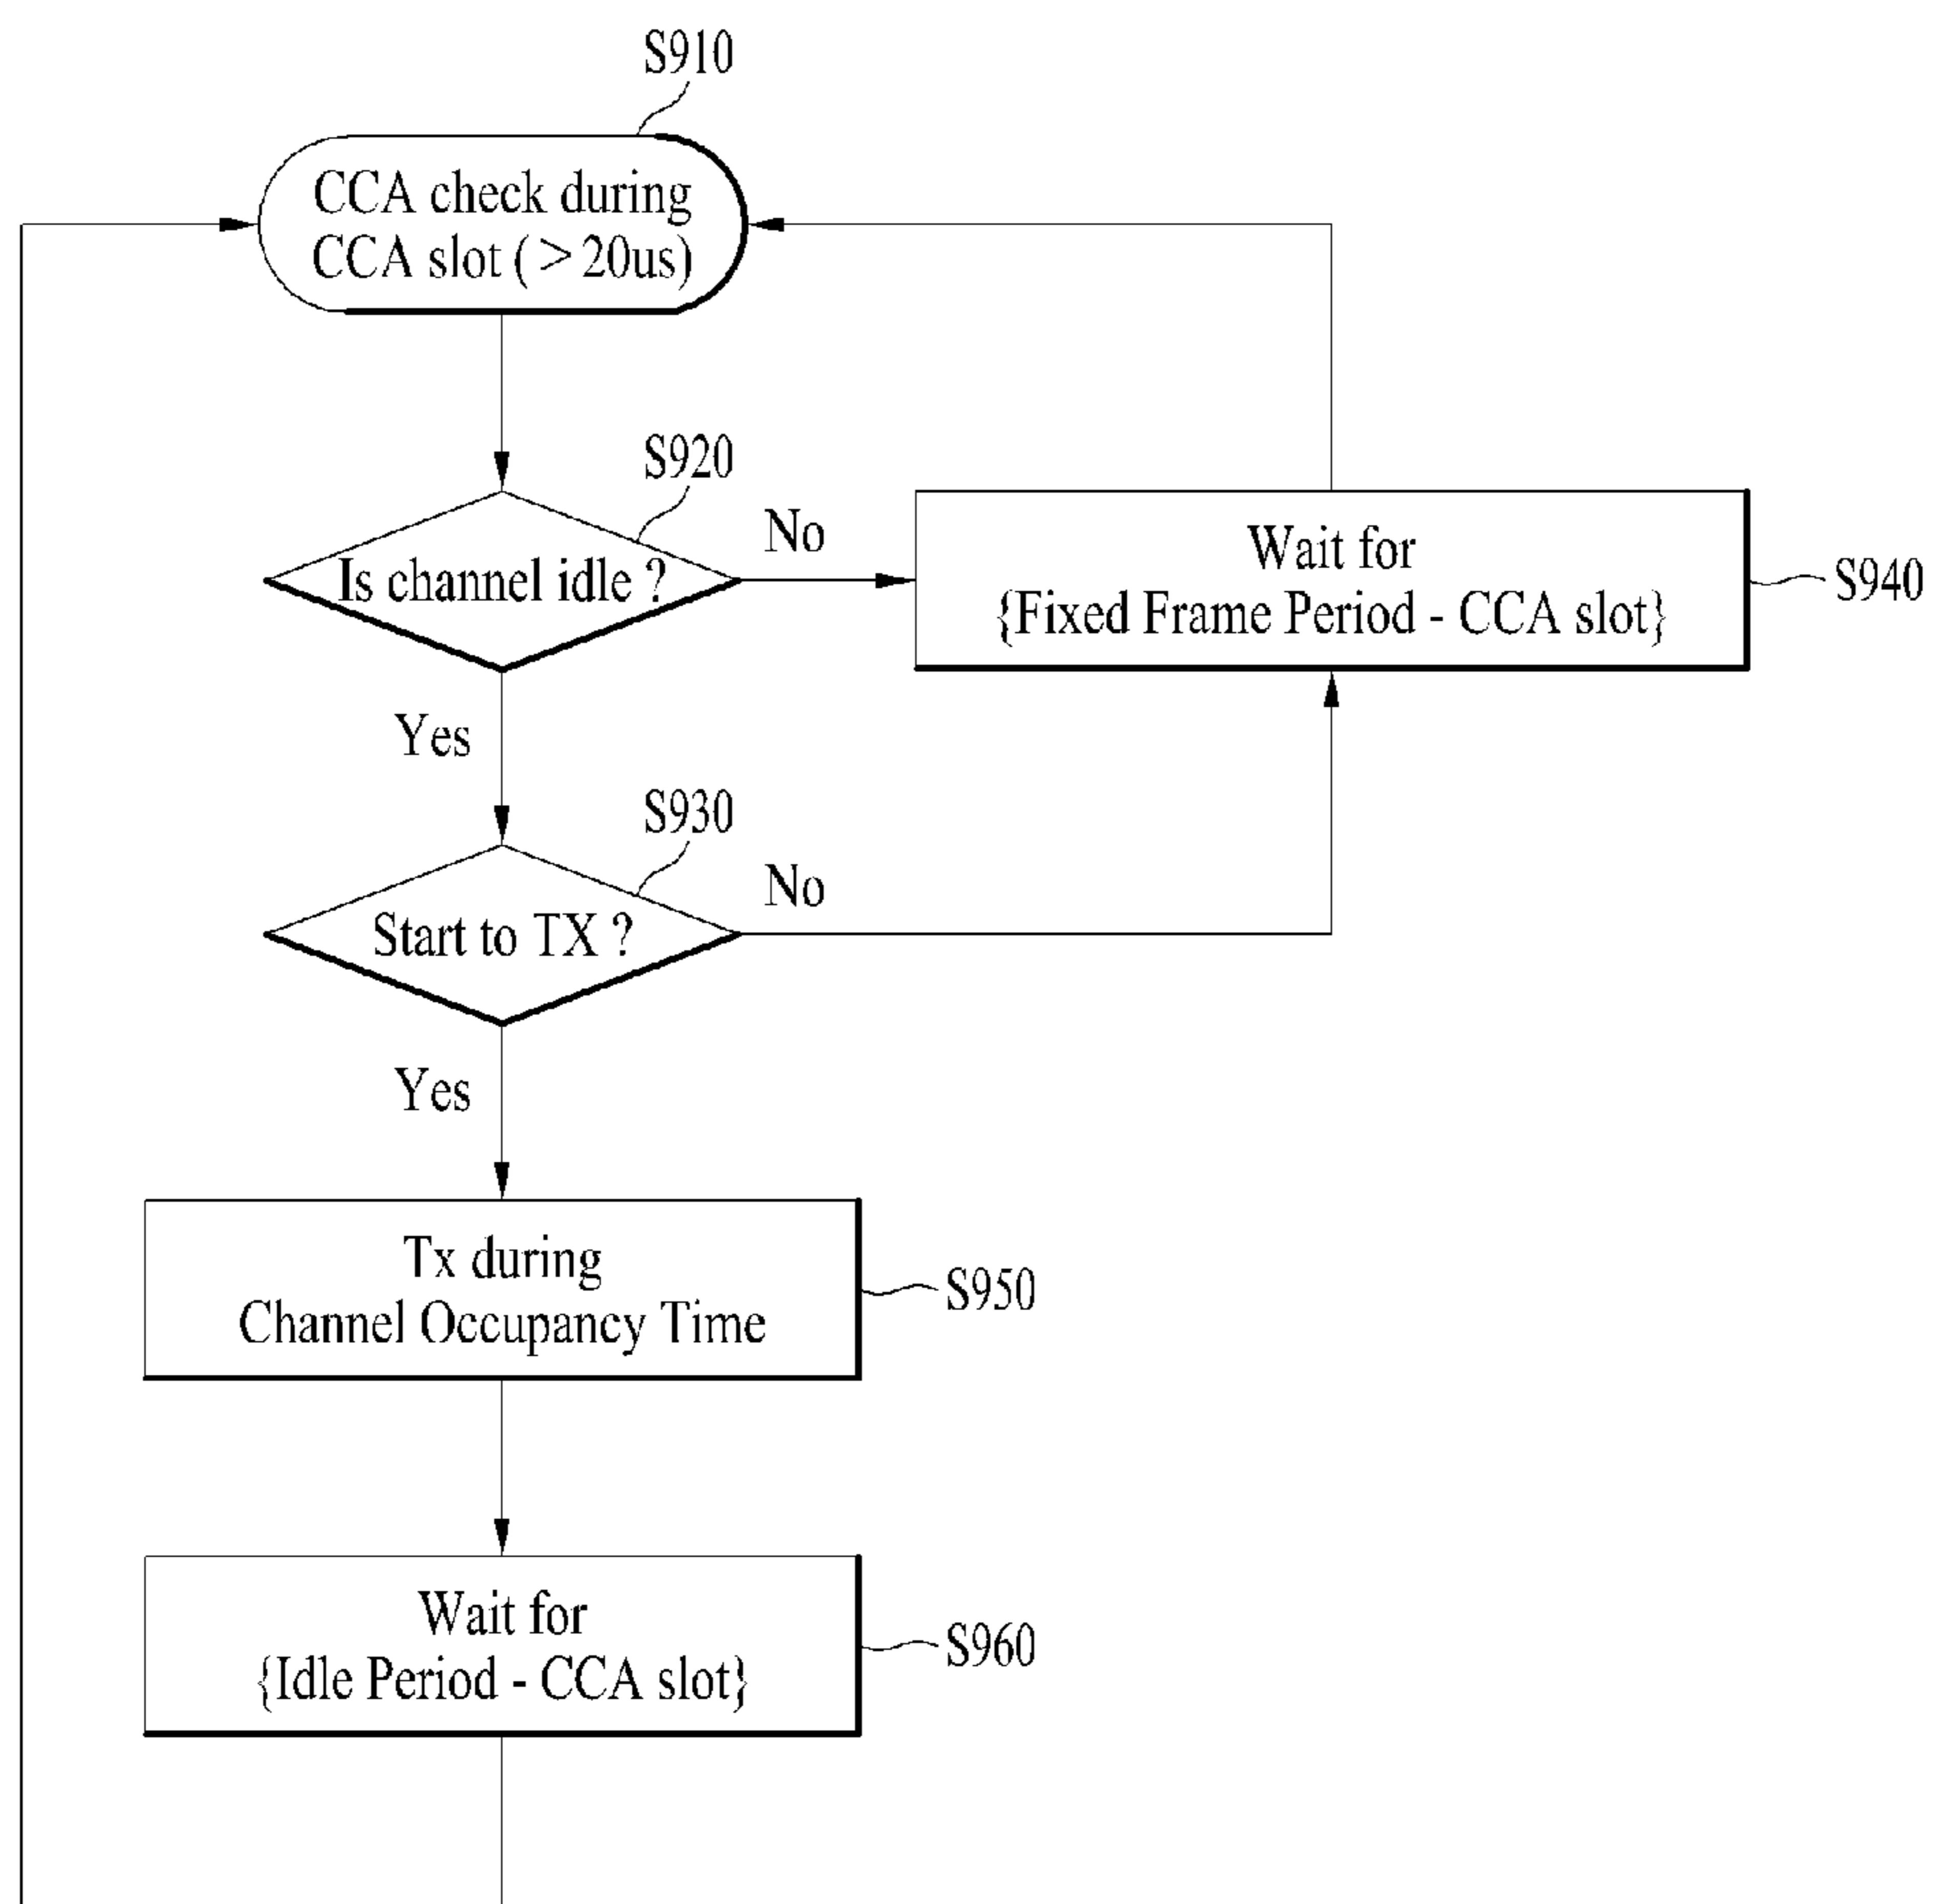 S910
CCA check during
CCA slot ( > 20us)
S920
Is channel idle ?
No
Wait for
{Fixed Frame Period - CCA slot}
S940
Yes
S930
Start to TX ?
No
Yes
Tx during
Channel Occupancy Time
S950
Wait for
{Idle Period - CCA slot}
S960